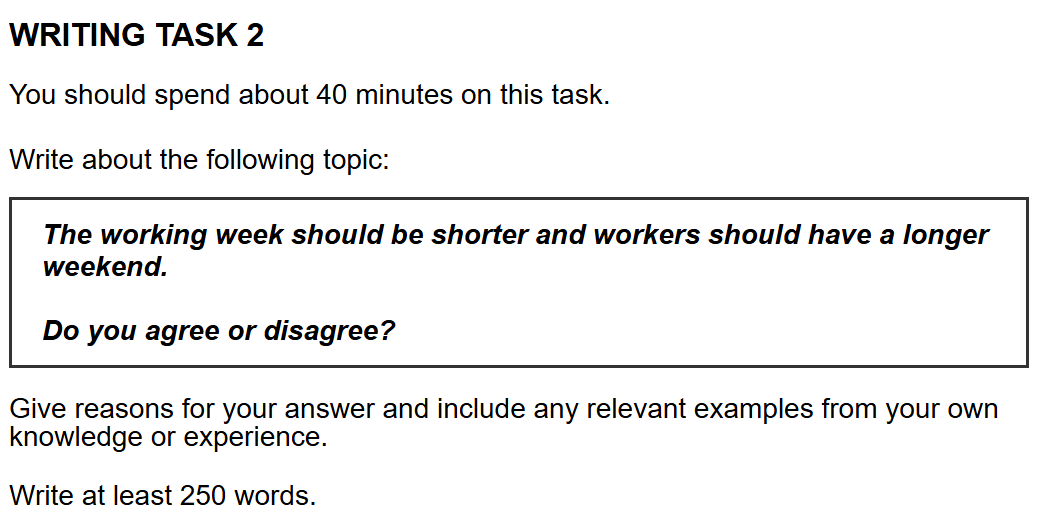 WRITING TASK 2
You should spend about 40 minutes on this task.
Write about the following topic:
The working week should be shorter and workers should have a longer
weekend.
Do you agree or disagree?
Give reasons for your answer and include any relevant examples from your own
knowledge or experience.
Write at least 250 words.